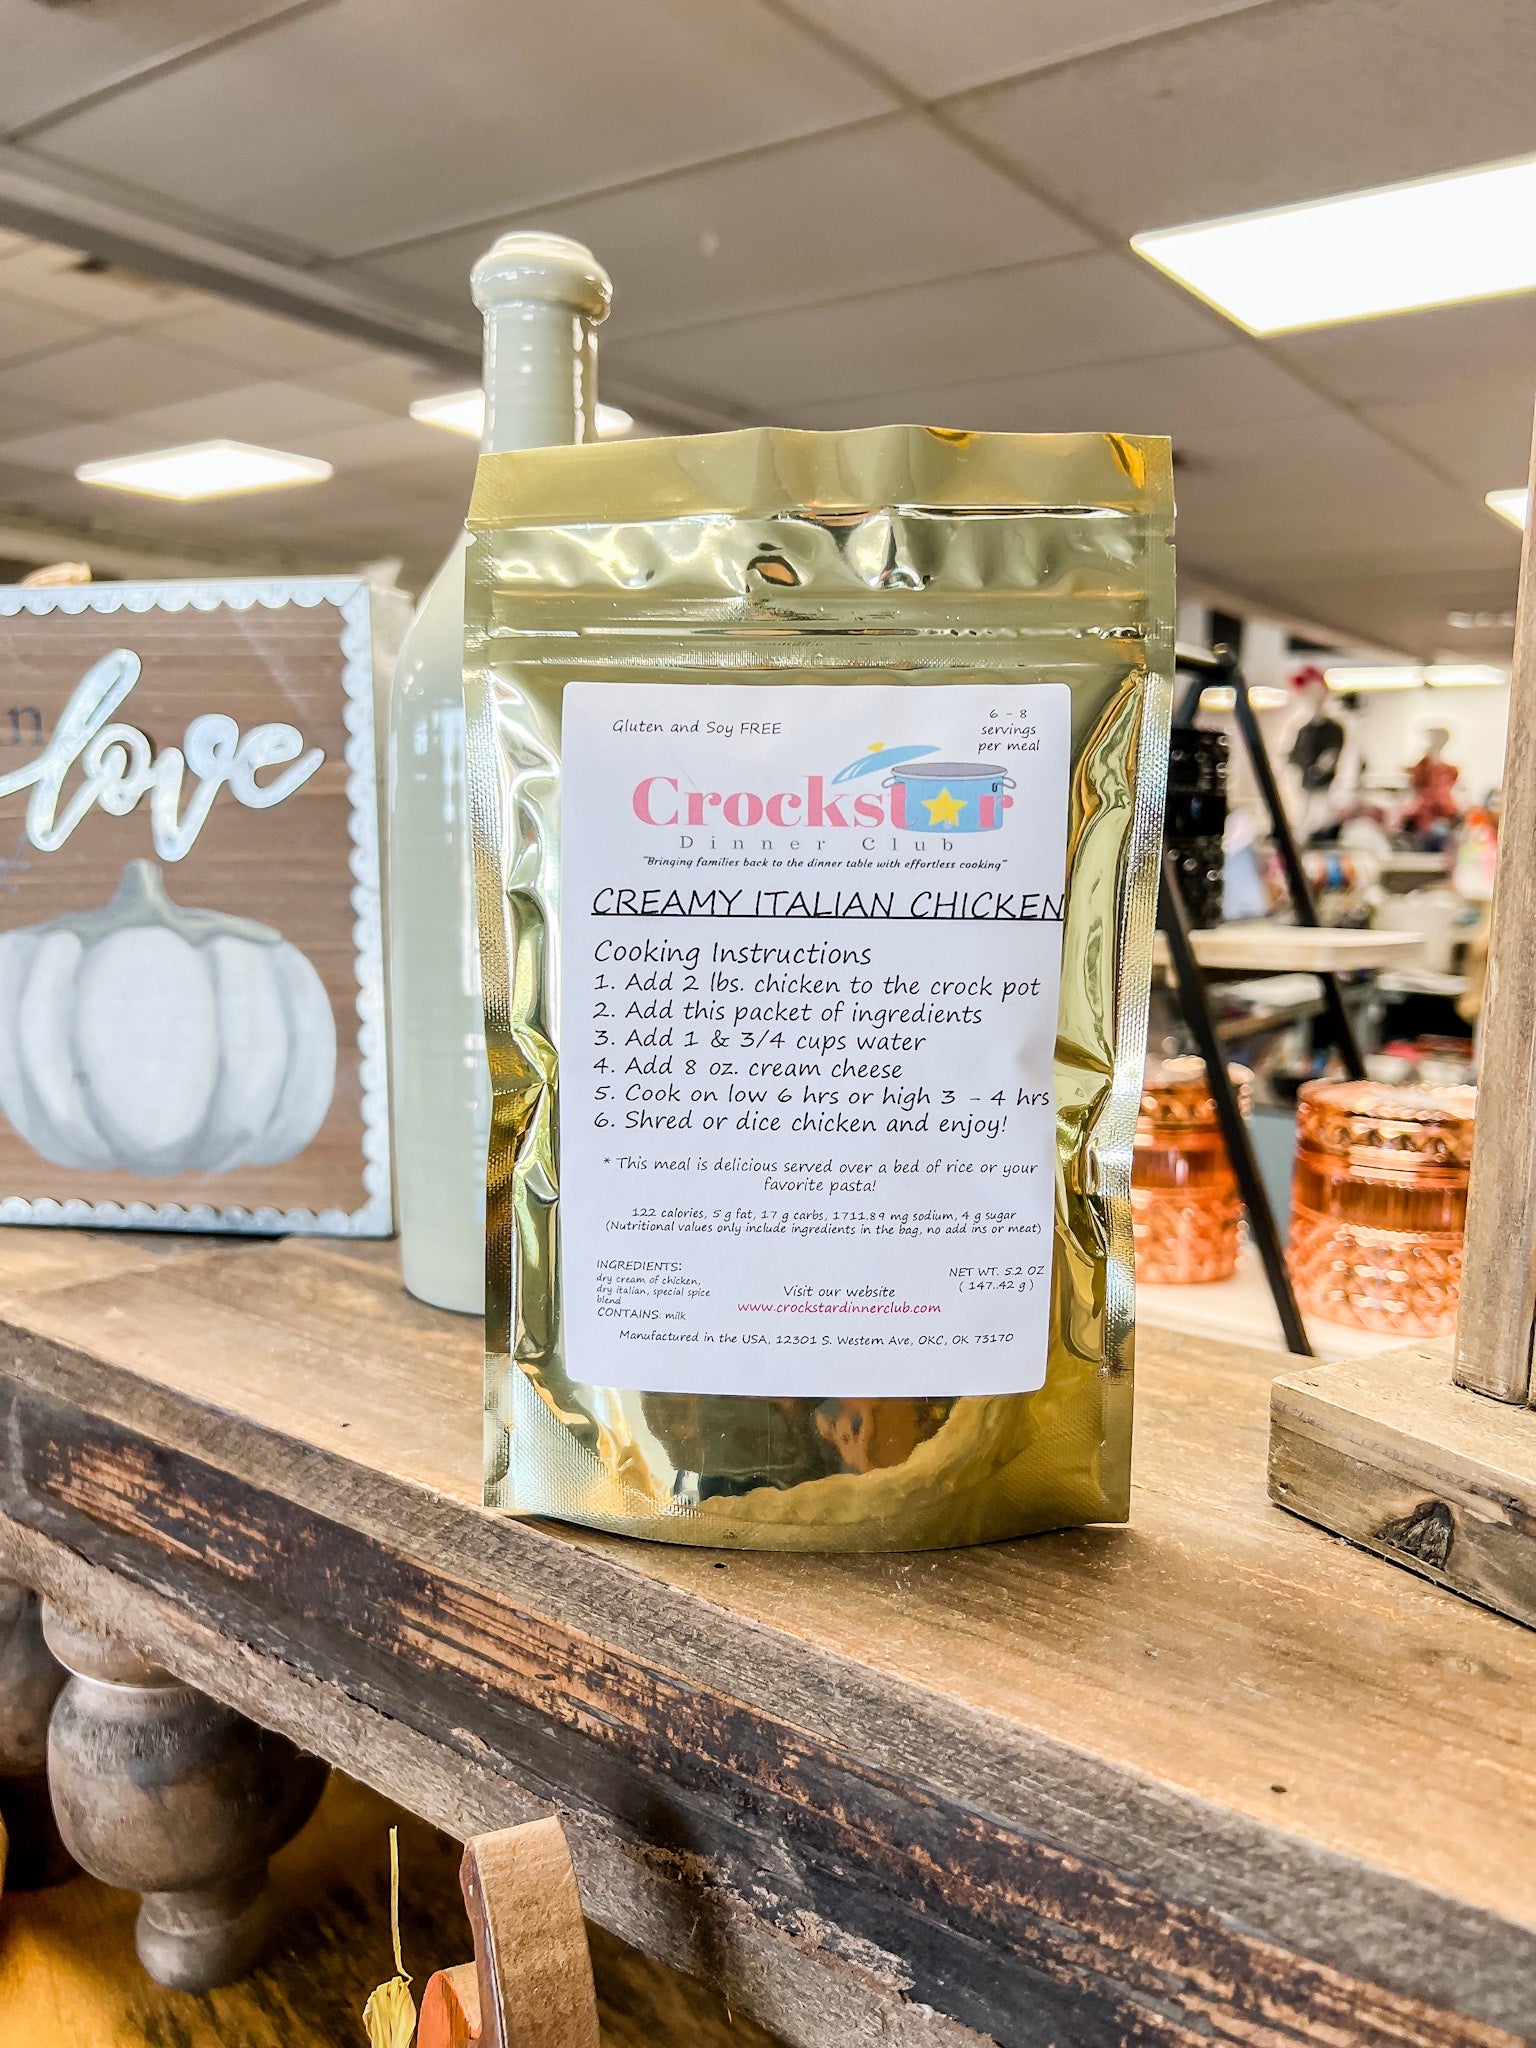 Gluten and Soy FREE
6 - 8
servings
per meal
Crockstar
Dinner Club
"Bringing families back to the dinner table with effortless cooking"
CREAMY ITALIAN CHICKEN
Cooking Instructions
1. Add 2 lbs. chicken to the crock pot
2. Add this packet of ingredients
3. Add 1 & 3/4 cups water
4. Add 8 oz. cream cheese
5. Cook on low 6 hrs or high 3 - 4 hrs
6. Shred or dice chicken and enjoy!
* This meal is delicious served over a bed of rice or your
favorite pasta!
122 calories, 5 g fat, 17 g carbs, 1711.89 mg sodium, 4 g sugar
(Nutritional values only include ingredients in the bag, no add ins or meat)
INGREDIENTS:
dry cream of chicken,
dry italian, special spice
blend
CONTAINS: milk
Visit our website
www.crockstardinnerclub.com
NET WT. 5.2 OZ
( 147..42 g )
Manufactured in the USA, 12301 S. Western Ave, OKC, OK 73170
love